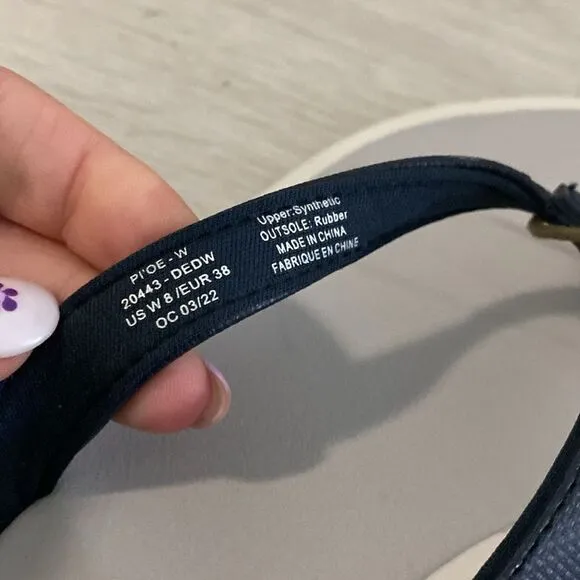 PI'OE - W
20443 - DEDW
US W 8 /EUR 38
OC 03/22
Upper:Synthetic
OUTSOLE: Rubber
MADE IN CHINA
FABRIQUE EN CHINE